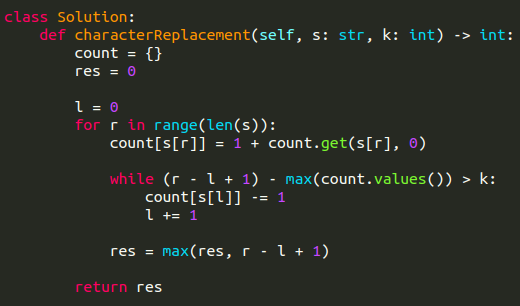 class Solution:
    def characterReplacement(self, s: str, k: int) -> int:
        count = {}
        res = 0

        l = 0
        for r in range(len(s)):
            count[s[r]] = 1 + count.get(s[r], 0)

            while (r - l + 1) - max(count.values()) > k:
                count[s[l]] -= 1
                l += 1

            res = max(res, r - l + 1)

        return res